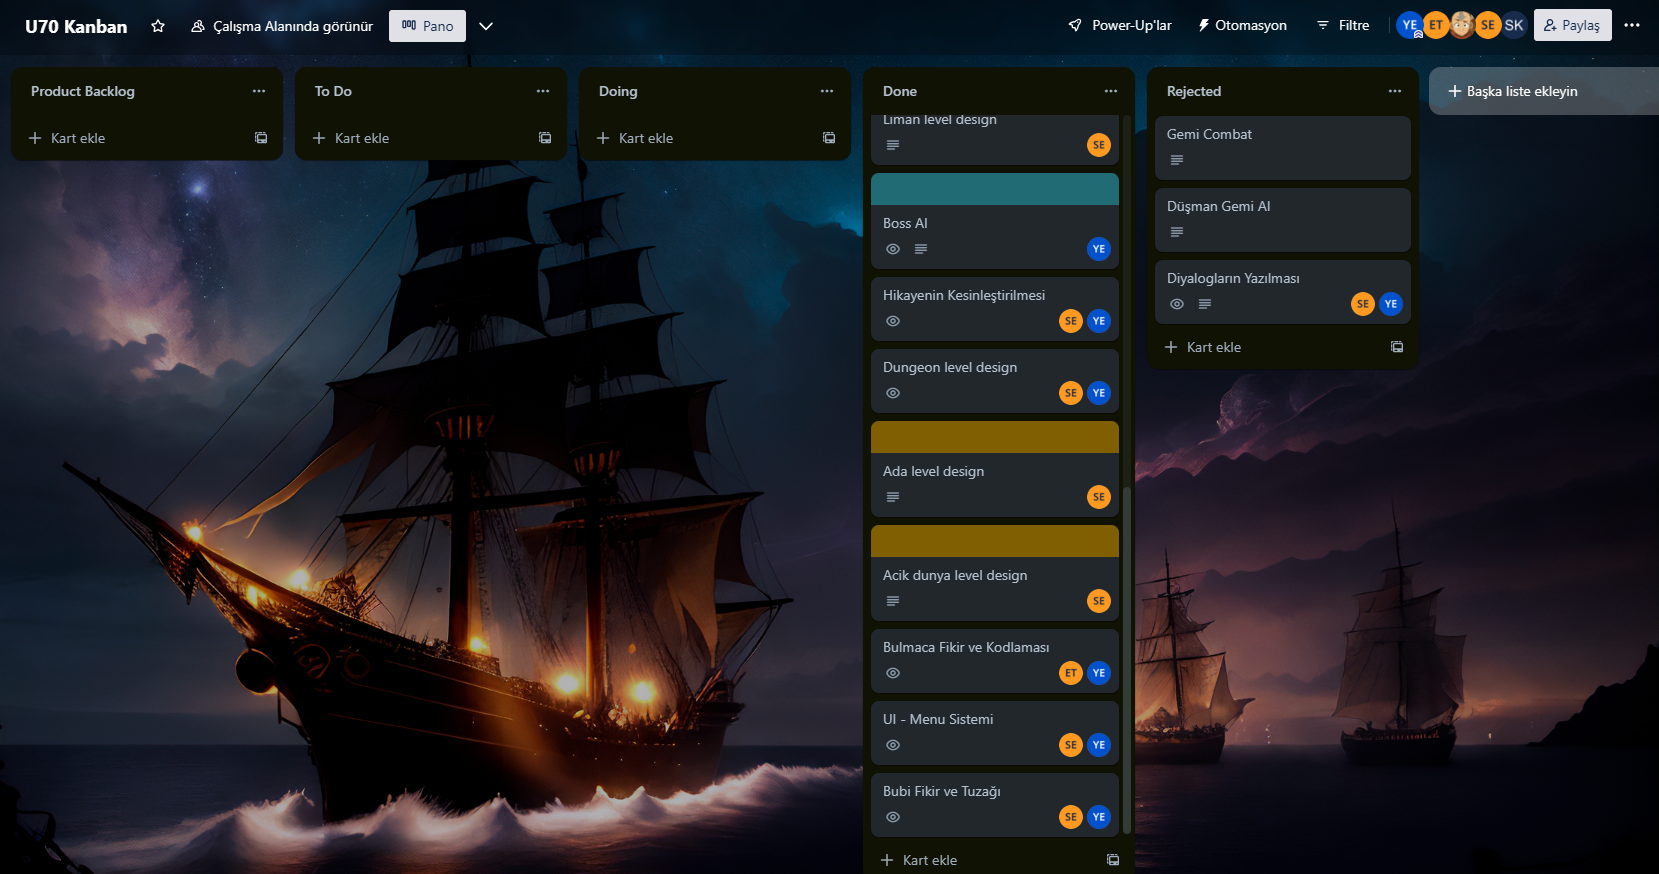 U70 Kanban
Çalışma Alanında görünür
Pano
Power-Up'lar
Otomasyon
Filtre
YE
ET
SE
SK
Paylaş
Product Backlog
Kart ekle
To Do
Kart ekle
Doing
Kart ekle
Done
Liman level design
SE
Boss AI
YE
Hikayenin Kesinleştirilmesi
SE YE
Dungeon level design
SE YE
Ada level design
SE
Acik dunya level design
SE
Bulmaca Fikir ve Kodlaması
ET YE
UI - Menu Sistemi
SE YE
Bubi Fikir ve Tuzağı
SE YE
Kart ekle
Rejected
Gemi Combat
Düşman Gemi AI
Diyalogların Yazılması
SE YE
Kart ekle
Başka liste ekleyin